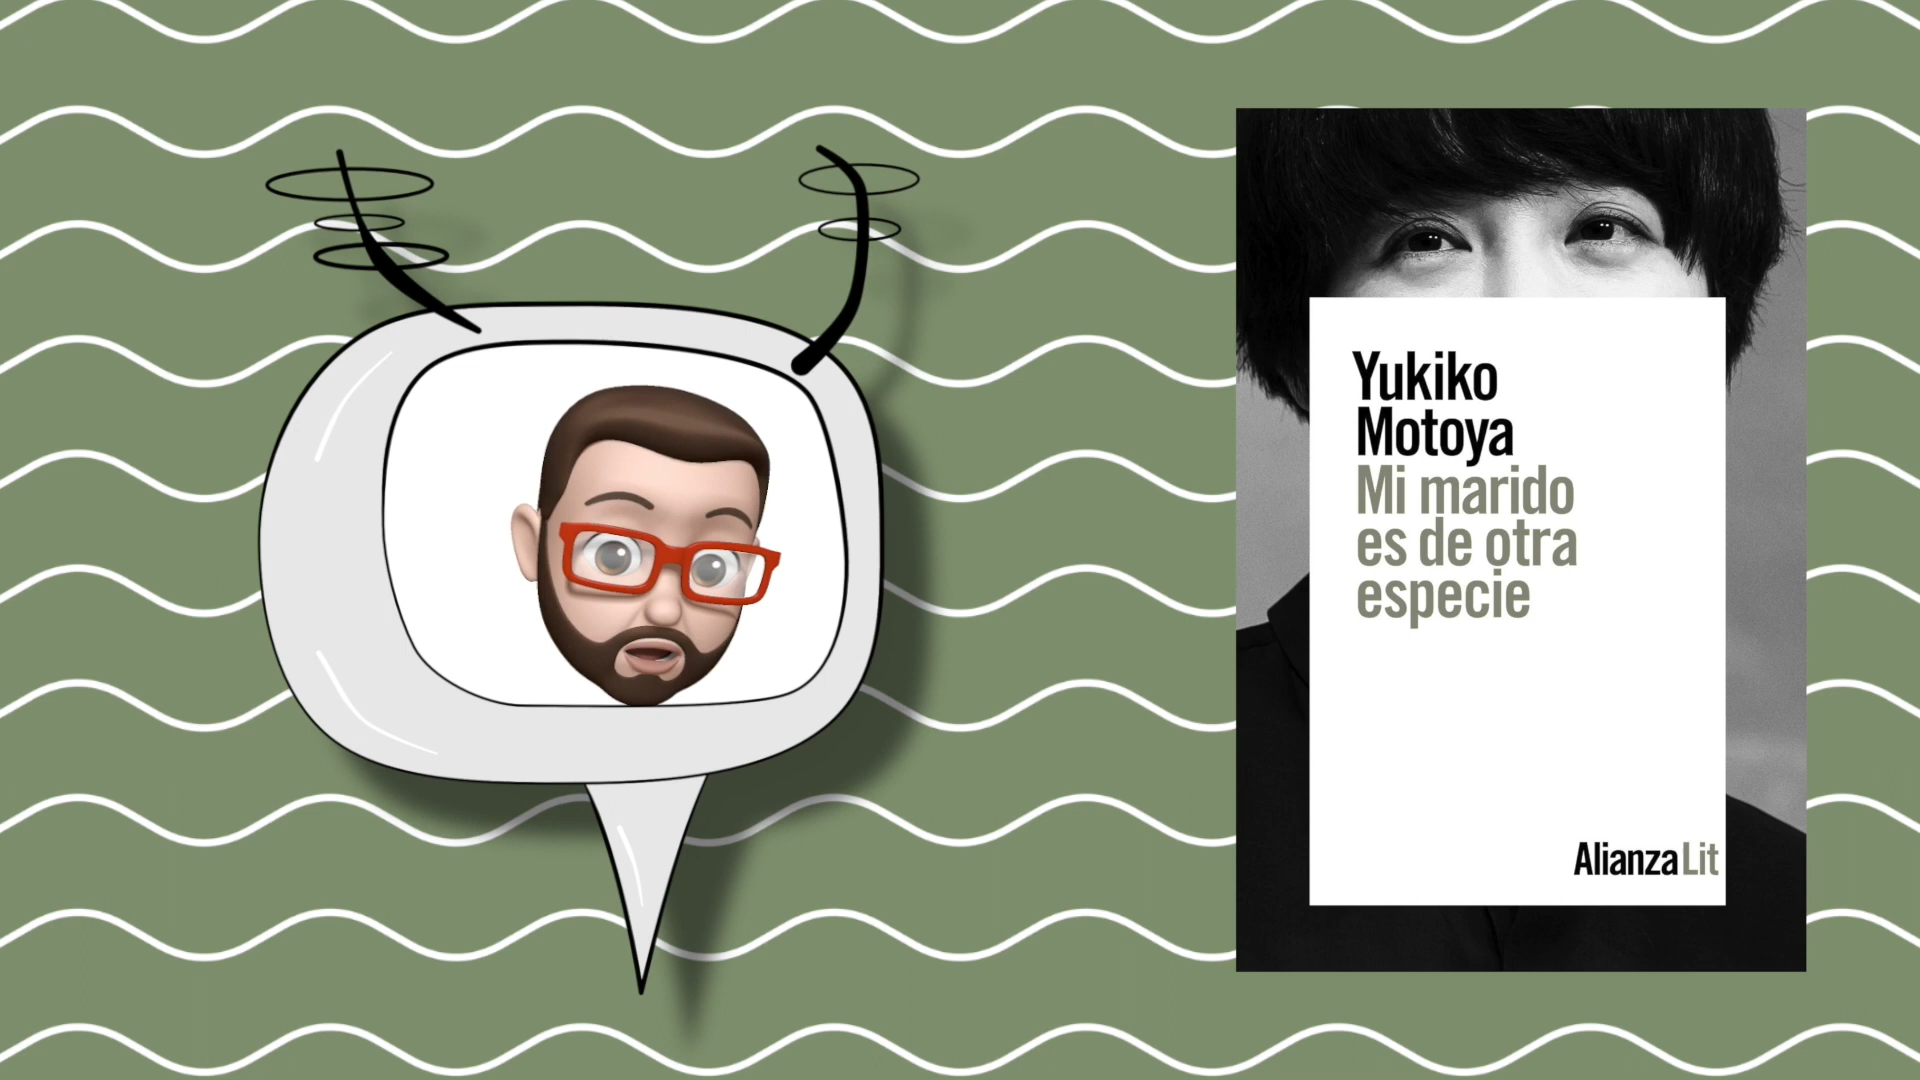 Yukiko
Motoya
Mi marido
es de otra
especie
AlianzaLit